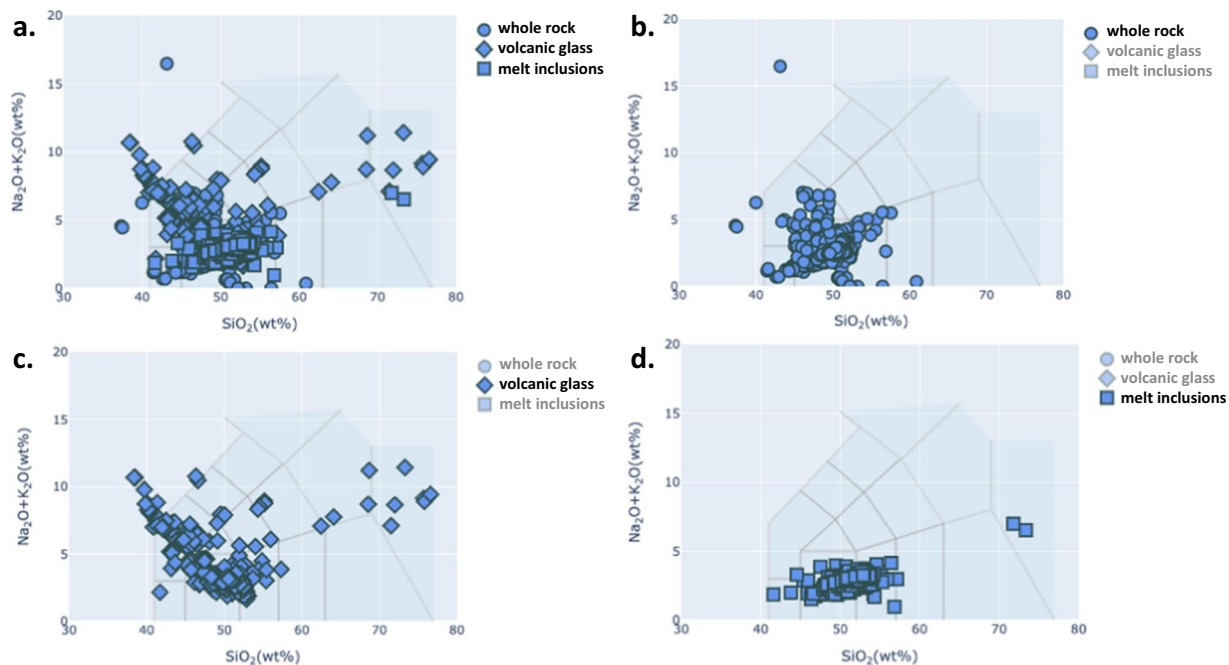 a.
20
15
10
5
0
Na₂O+K₂O(wt%)
30 40 50 60 70 80
SiO₂(wt%)
whole rock
volcanic glass
melt inclusions
b.
20
15
10
5
0
Na₂O+K₂O(wt%)
30 40 50 60 70 80
SiO₂(wt%)
whole rock
volcanic glass
melt inclusions
c.
20
15
10
5
0
Na₂O+K₂O(wt%)
30 40 50 60 70 80
SiO₂(wt%)
whole rock
volcanic glass
melt inclusions
d.
20
15
10
5
0
Na₂O+K₂O(wt%)
30 40 50 60 70 80
SiO₂(wt%)
whole rock
volcanic glass
melt inclusions